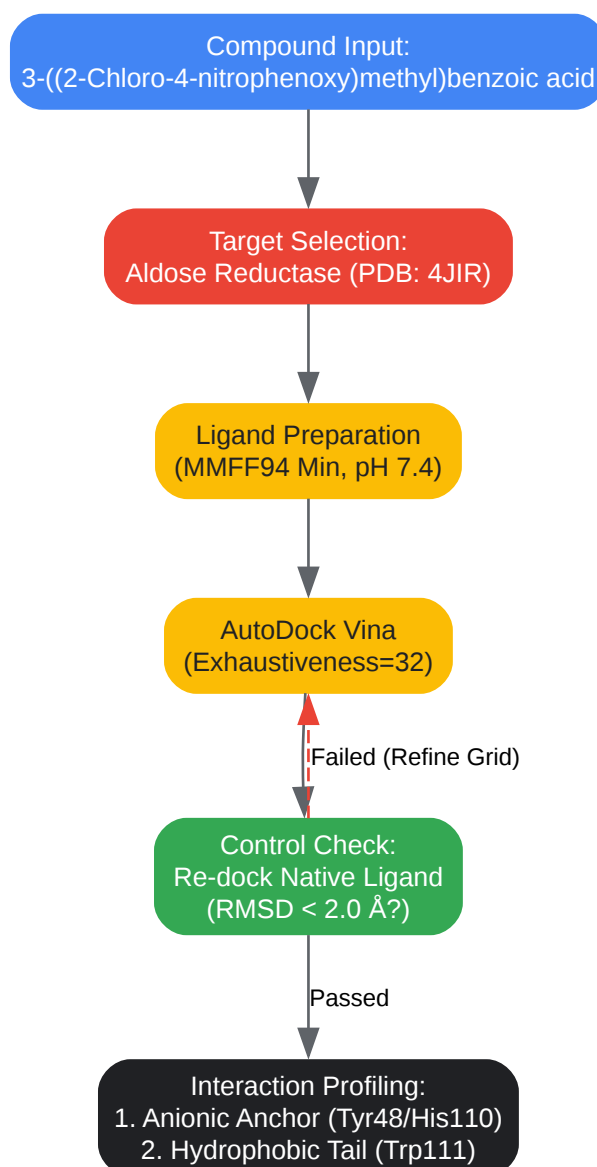 Compound Input:
3-((2-Chloro-4-nitrophenoxy)methyl)benzoic acid
Target Selection:
Aldose Reductase (PDB: 4JIR)
Ligand Preparation
(MMFF94 Min, pH 7.4)
AutoDock Vina
(Exhaustiveness=32)
Failed (Refine Grid)
Control Check:
Re-dock Native Ligand
(RMSD < 2.0 Å?)
Passed
Interaction Profiling:
1. Anionic Anchor (Tyr48/His110)
2. Hydrophobic Tail (Trp111)